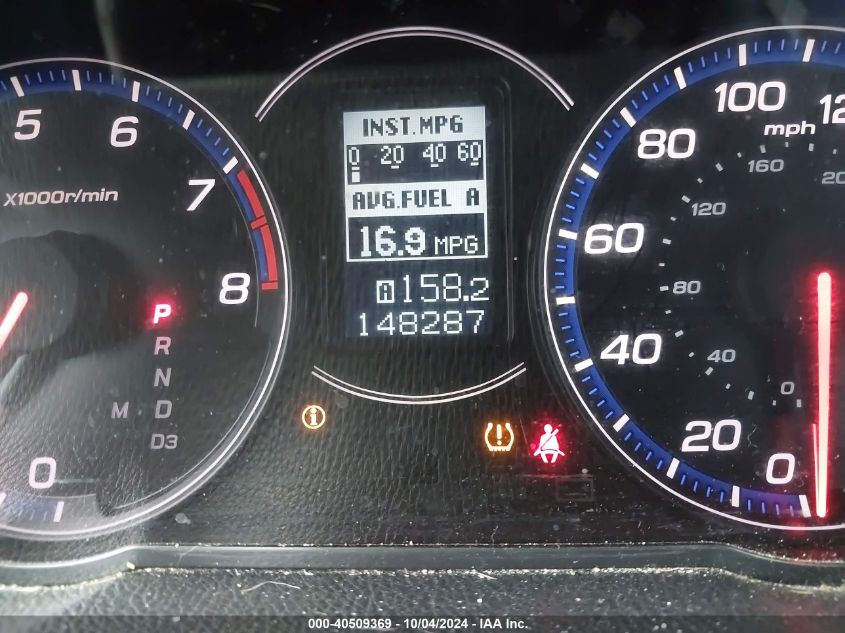 5
6
7
8
X1000r/min
0
P
R
N
M D
D3
INST.MPG
0 20 40 60
AVG.FUEL A
16.9 MPG
A 158.2
148287
0
20
40
60
80
100
mph
0
40
80
120
160
000-40509369 - 10/04/2024 - IAA Inc.